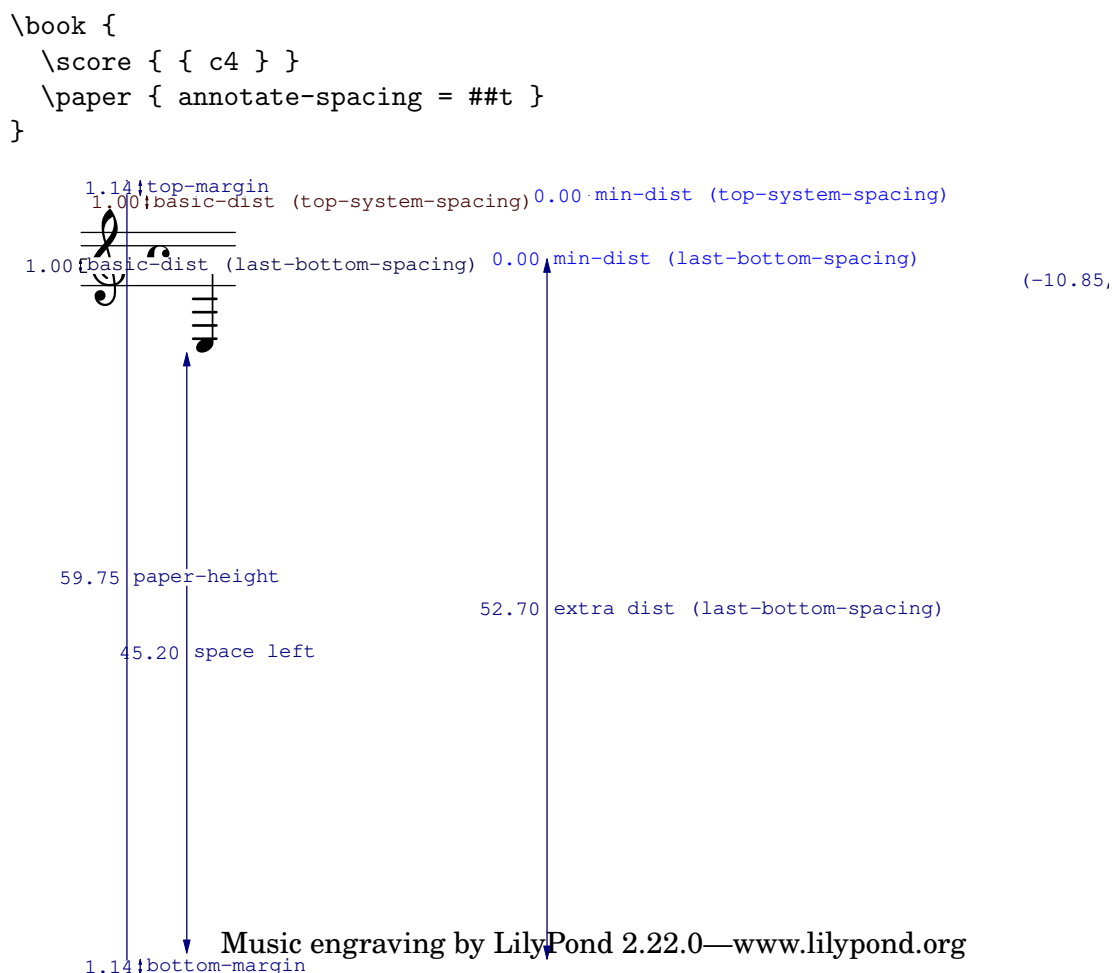 \book {
  \score { { c4 } }
  \paper { annotate-spacing = ##t }
}
1.14 top-margin
1.00 basic-dist (top-system-spacing) 0.00 min-dist (top-system-spacing)
1.00 basic-dist (last-bottom-spacing) 0.00 min-dist (last-bottom-spacing)
(-10.85,
59.75 paper-height
52.70 extra dist (last-bottom-spacing)
45.20 space left
Music engraving by LilyPond 2.22.0—www.lilypond.org
1.14 bottom-margin